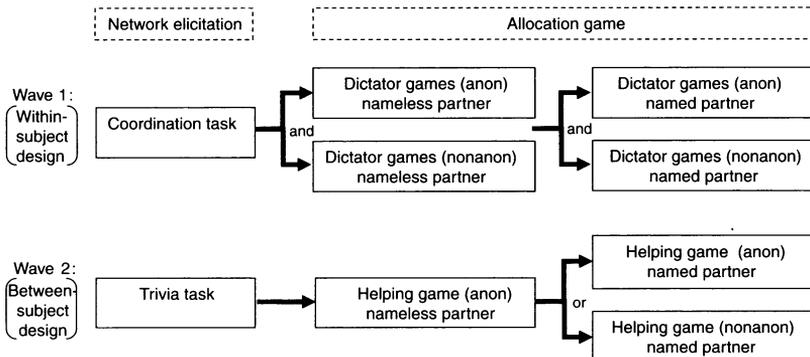 Network elicitation
Allocation game
Wave 1:
Within-
subject
design
Coordination task
and
Dictator games (anon)
nameless partner
Dictator games (nonanon)
nameless partner
and
Dictator games (anon)
named partner
Dictator games (nonanon)
named partner
Wave 2:
Between-
subject
design
Trivia task
Helping game (anon)
nameless partner
or
Helping game (anon)
named partner
Helping game (nonanon)
named partner